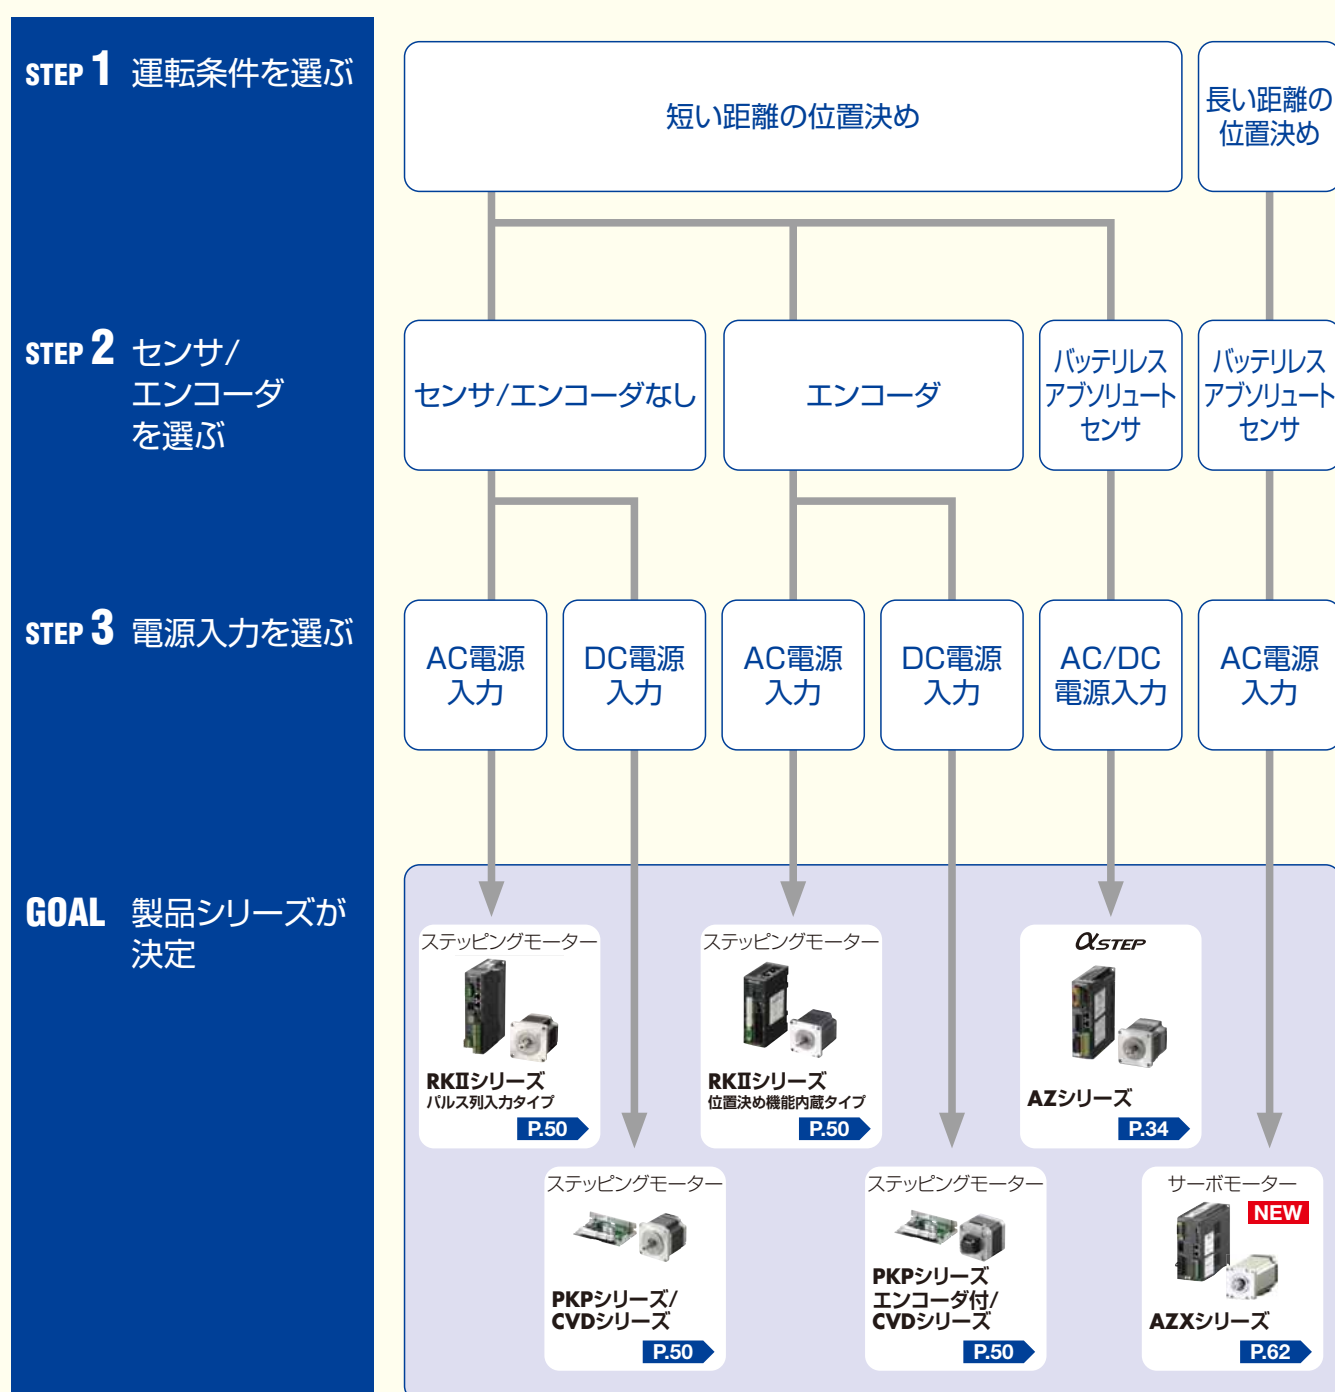 STEP 1 運転条件を選ぶ
短い距離の位置決め
長い距離の
位置決め
STEP 2 センサ/
エンコーダ
を選ぶ
センサ/エンコーダなし
エンコーダ
バッテリレス
アブソリュート
センサ
バッテリレス
アブソリュート
センサ
STEP 3 電源入力を選ぶ
AC電源
入力
DC電源
入力
AC電源
入力
DC電源
入力
AC/DC
電源入力
AC電源
入力
GOAL 製品シリーズが
決定
ステッピングモーター
RKⅡシリーズ
パルス列入力タイプ
P.50
ステッピングモーター
RKⅡシリーズ
位置決め機能内蔵タイプ
P.50
αSTEP
AZシリーズ
P.34
ステッピングモーター
PKPシリーズ/
CVDシリーズ
P.50
ステッピングモーター
PKPシリーズ
エンコーダ付/
CVDシリーズ
P.50
サーボモーター
NEW
AZXシリーズ
P.62